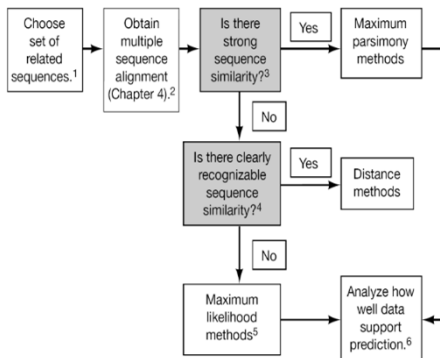 Choose
set of
related
sequences.¹
Obtain
multiple
sequence
alignment
(Chapter 4).²
Is there
strong
sequence
similarity?³
Yes
Maximum
parsimony
methods
No
Is there clearly
recognizable
sequence
similarity?⁴
Yes
Distance
methods
No
Maximum
likelihood
methods⁵
Analyze how
well data
support
prediction.⁶